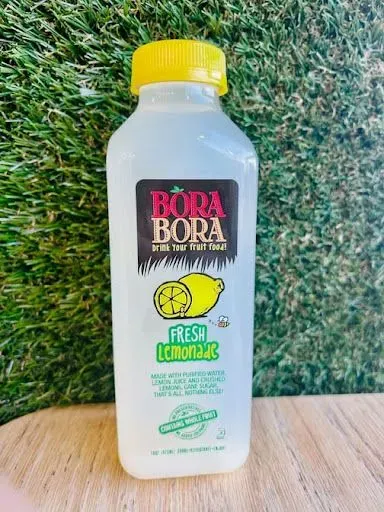 BORA
BORA
Drink Your fruit food!
FRESH
Lemonade
MADE WITH PURIFIED WATER,
LEMON JUICE AND CRUSHED
LEMONS, CANE SUGAR,
THAT'S ALL, NOTHING ELSE!
CONTAINS WHOLE FRUIT